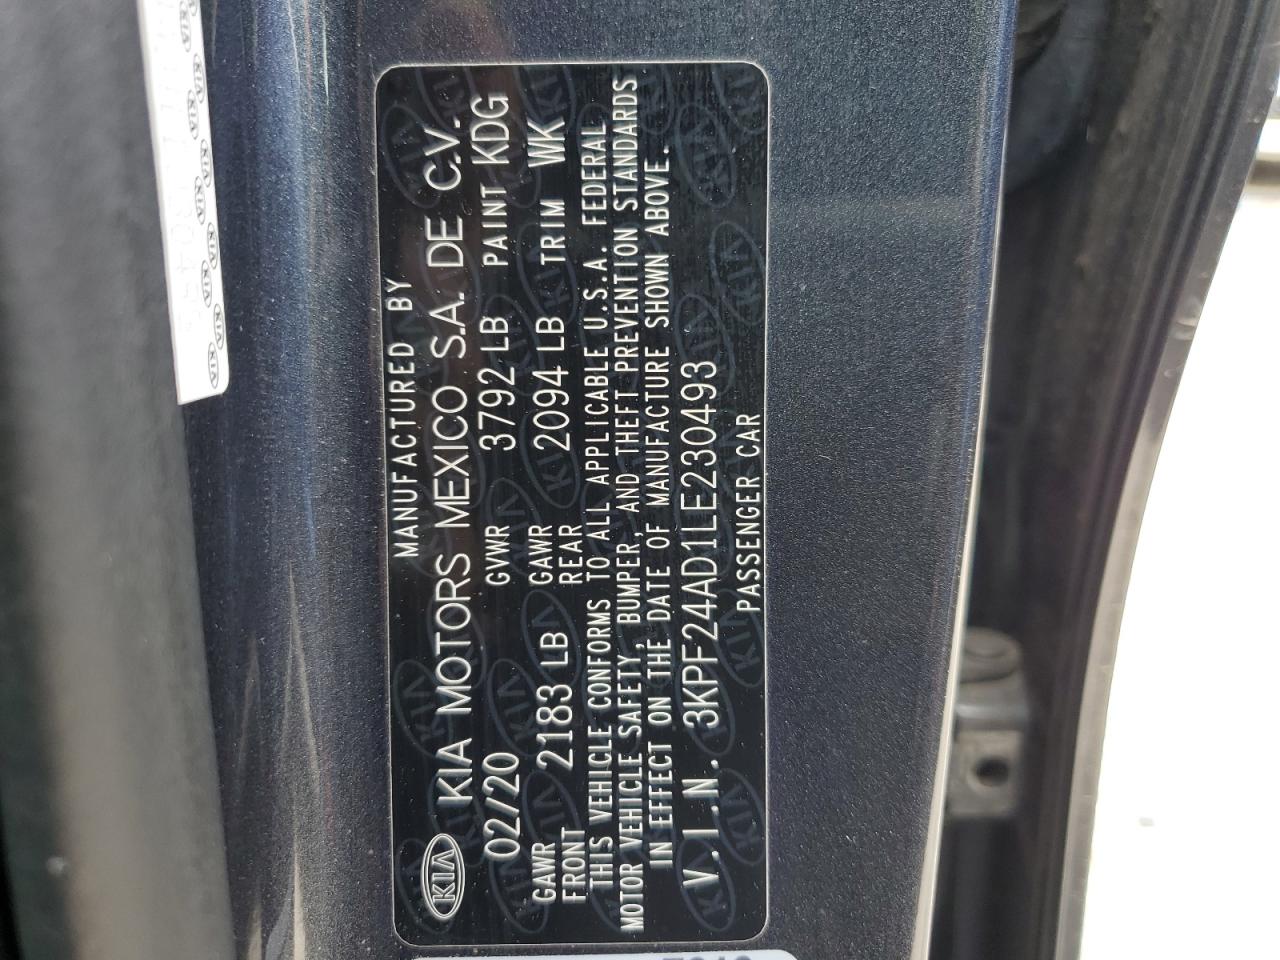 MANUFACTURED BY
KIA KIA MOTORS MEXICO S.A. DE C.V.
02/20 GVWR 3792 LB PAINT KDG
GAWR FRONT 2183 LB GAWR REAR 2094 LB TRIM WK
THIS VEHICLE CONFORMS TO ALL APPLICABLE U.S.A. FEDERAL
MOTOR VEHICLE SAFETY, BUMPER, AND THEFT PREVENTION STANDARDS
IN EFFECT ON THE DATE OF MANUFACTURE SHOWN ABOVE.
V.I.N. 3KPF24AD1LE230493
PASSENGER CAR